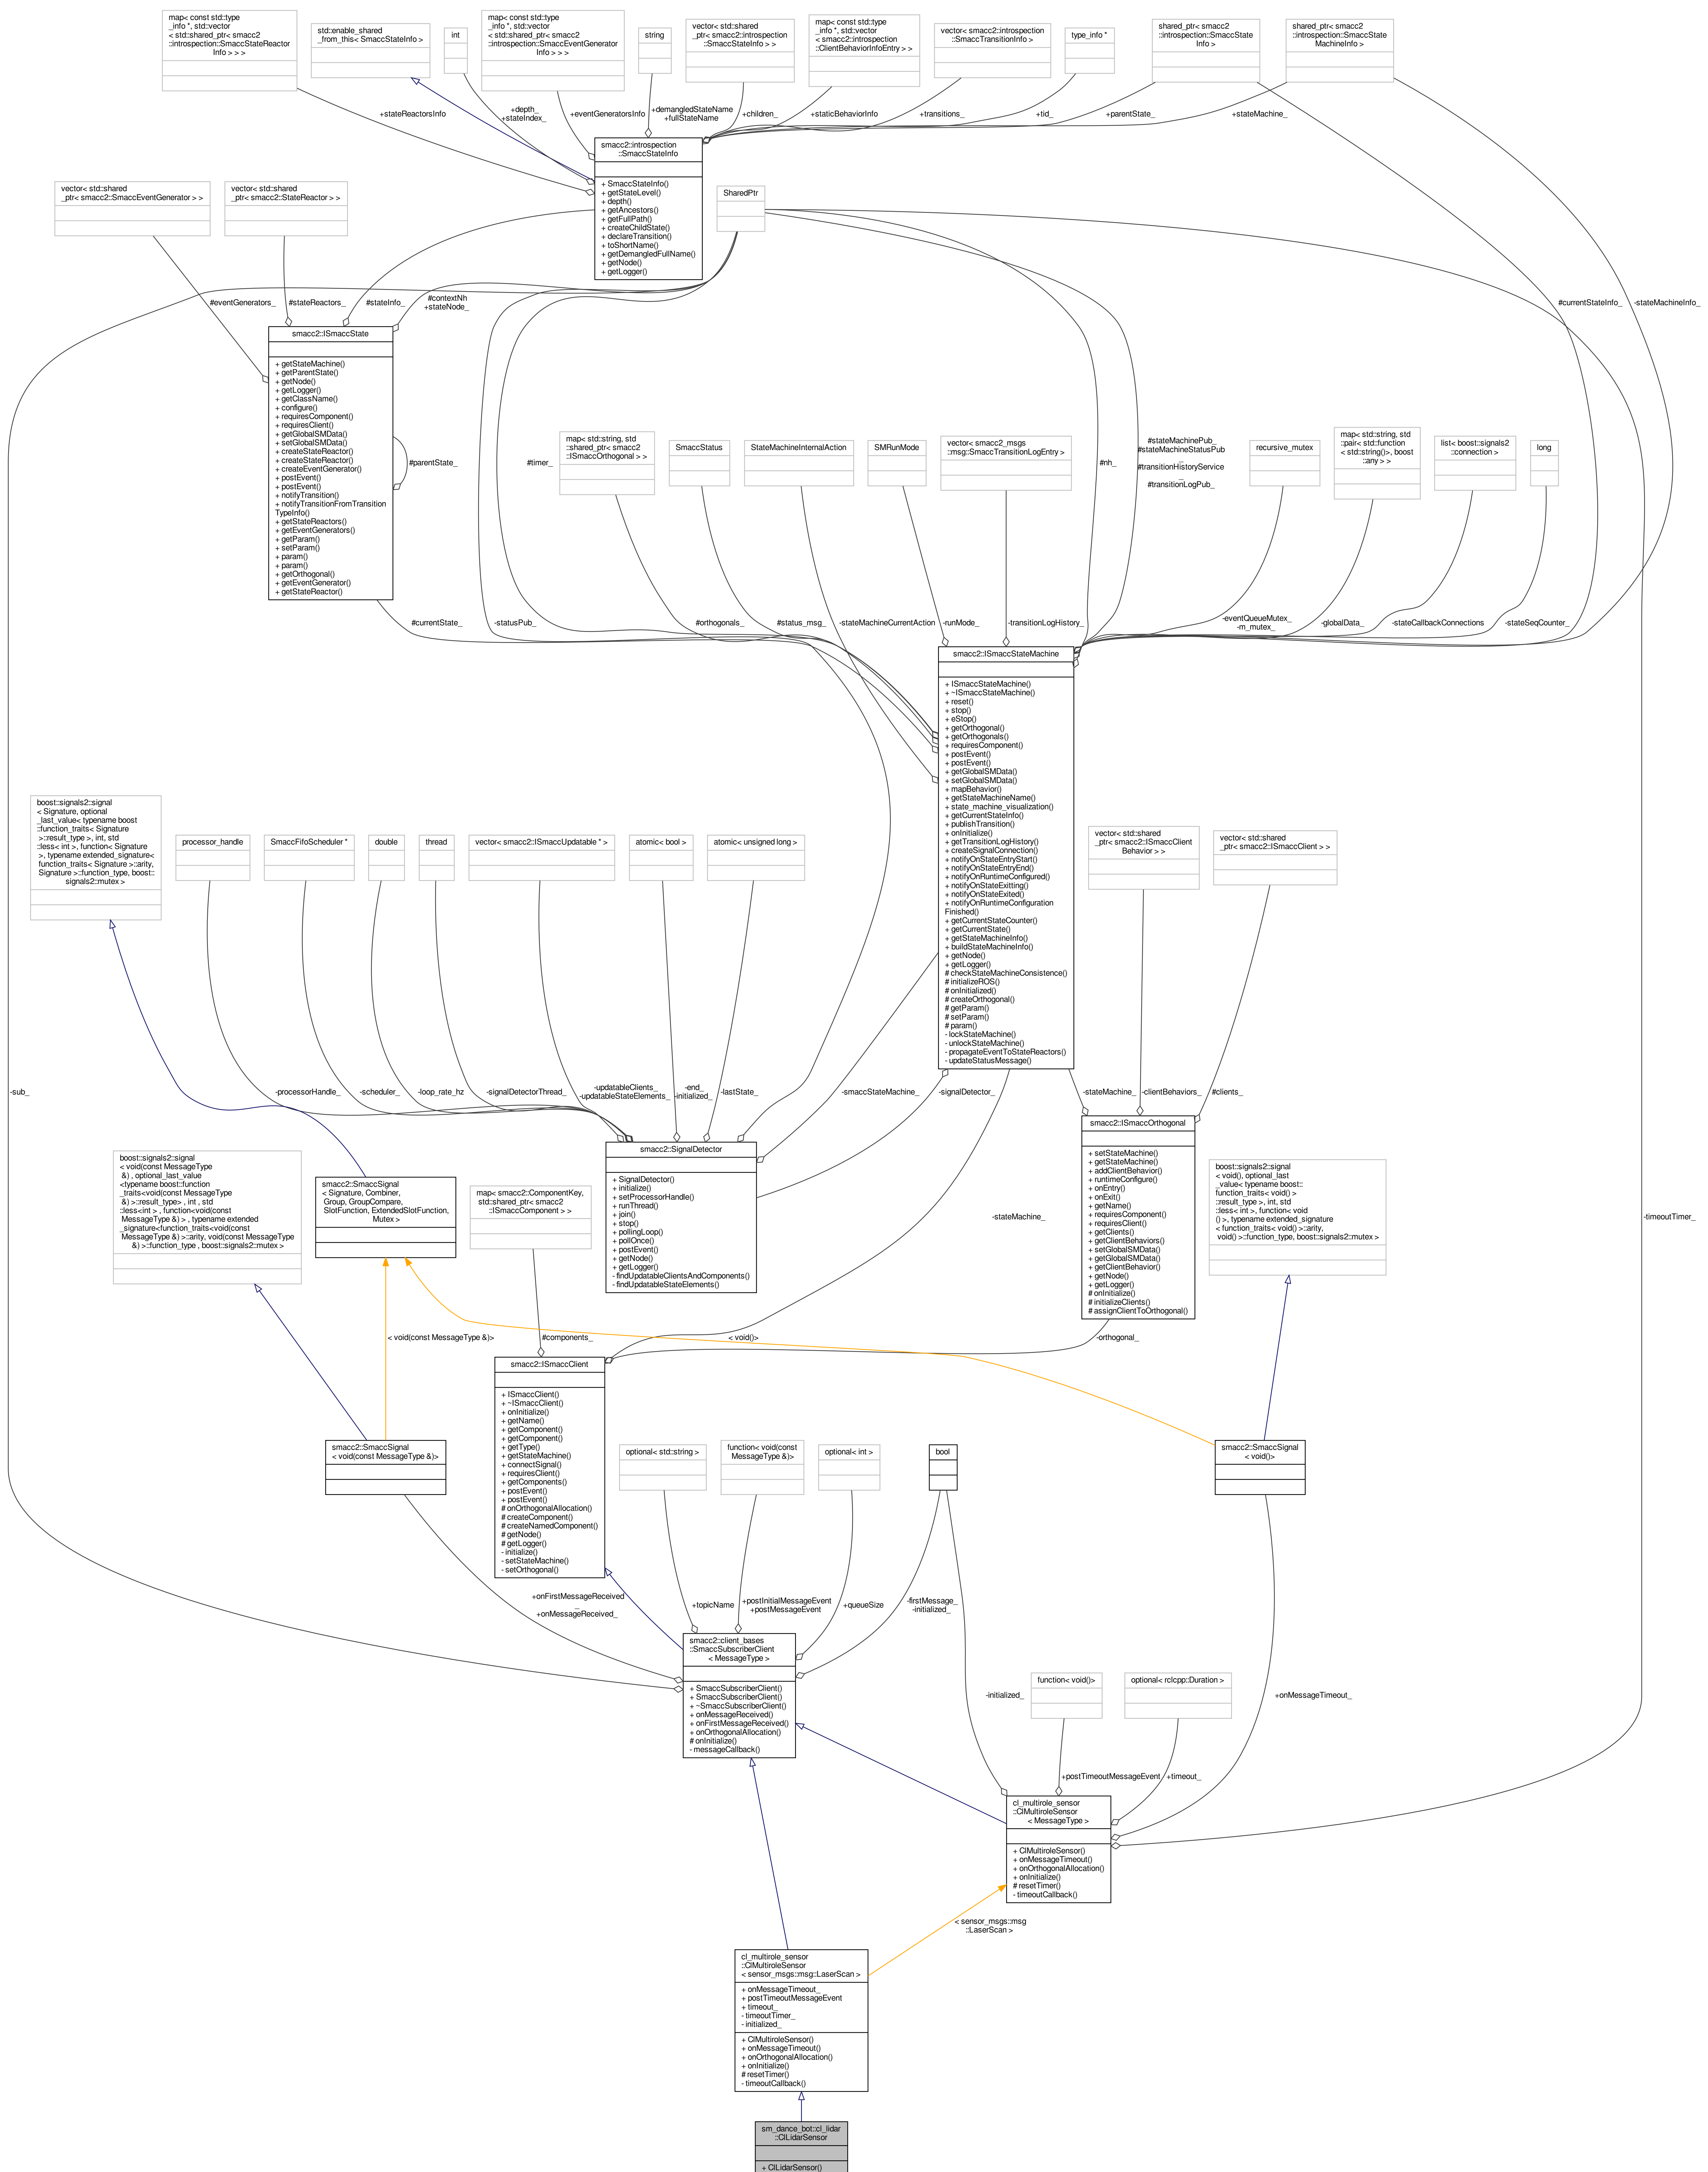 map< const std::type
_info *, std::vector
< std::shared_ptr< smacc2
::introspection::SmaccStateReactor
Info > > >
std::enable_shared
_from_this< SmaccStateInfo >
int
map< const std::type
_info *, std::vector
< std::shared_ptr< smacc2
::introspection::SmaccEventGenerator
Info > > >
string
vector< std::shared
_ptr< smacc2::introspection
::SmaccStateInfo > >
map< const std::type
_info *, std::vector
< smacc2::introspection
::ClientBehaviorInfoEntry > >
vector< smacc2::introspection
::SmaccTransitionInfo >
type_info *
shared_ptr< smacc2
::introspection::SmaccState
Info >
shared_ptr< smacc2
::introspection::SmaccState
MachineInfo >
+stateReactorsInfo
+depth_
+stateIndex_
+eventGeneratorsInfo
+demangledStateName
+fullStateName
+children_
+staticBehaviorInfo
+transitions_
+tid_
+parentState_
+stateMachine_
smacc2::introspection
::SmaccStateInfo
+ SmaccStateInfo()
+ getStateLevel()
+ depth()
+ getAncestors()
+ getFullPath()
+ createChildState()
+ declareTransition()
+ toShortName()
+ getDemangledFullName()
+ getNode()
+ getLogger()
vector< std::shared
_ptr< smacc2::SmaccEventGenerator > >
vector< std::shared
_ptr< smacc2::StateReactor > >
SharedPtr
#eventGenerators_
#stateReactors_
#stateInfo_
#contextNh
+stateNode_
#currentStateInfo_
-stateMachineInfo_
smacc2::ISmaccState
+ getStateMachine()
+ getParentState()
+ getNode()
+ getLogger()
+ getClassName()
+ configure()
+ requiresComponent()
+ requiresClient()
+ getGlobalSMData()
+ setGlobalSMData()
+ createStateReactor()
+ createStateReactor()
+ createEventGenerator()
+ postEvent()
+ postEvent()
+ notifyTransition()
+ notifyTransitionFromTransition
TypeInfo()
+ getStateReactors()
+ getEventGenerators()
+ getParam()
+ setParam()
+ param()
+ param()
+ getOrthogonal()
+ getEventGenerator()
+ getStateReactor()
#parentState_
#timer_
map< std::string, std
::shared_ptr< smacc2
::ISmaccOrthogonal > >
SmaccStatus
StateMachineInternalAction
SMRunMode
vector< smacc2_msgs
::msg::SmaccTransitionLogEntry >
#nh_
#stateMachinePub_
#stateMachineStatusPub
_
#transitionHistoryService
_
#transitionLogPub_
recursive_mutex
map< std::string, std
::pair< std::function
< std::string()>, boost
::any > >
list< boost::signals2
::connection >
long
#currentState_
-statusPub_
#orthogonals_
#status_msg_
-stateMachineCurrentAction
-runMode_
-transitionLogHistory_
-eventQueueMutex_
-m_mutex_
-globalData_
-stateCallbackConnections
-stateSeqCounter_
smacc2::ISmaccStateMachine
+ ISmaccStateMachine()
+ ~ISmaccStateMachine()
+ reset()
+ stop()
+ eStop()
+ getOrthogonal()
+ getOrthogonals()
+ requiresComponent()
+ postEvent()
+ postEvent()
+ getGlobalSMData()
+ setGlobalSMData()
+ mapBehavior()
+ getStateMachineName()
+ state_machine_visualization()
+ getCurrentStateInfo()
+ publishTransition()
+ onInitialize()
+ getTransitionLogHistory()
+ createSignalConnection()
+ notifyOnStateEntryStart()
+ notifyOnStateEntryEnd()
+ notifyOnRuntimeConfigured()
+ notifyOnStateExitting()
+ notifyOnStateExited()
+ notifyOnRuntimeConfiguration
Finished()
+ getCurrentStateCounter()
+ getCurrentState()
+ getStateMachineInfo()
+ buildStateMachineInfo()
+ getNode()
+ getLogger()
# checkStateMachineConsistence()
# initializeROS()
# onInitialized()
# createOrthogonal()
# getParam()
# setParam()
# param()
- lockStateMachine()
- unlockStateMachine()
- propagateEventToStateReactors()
- updateStatusMessage()
boost::signals2::signal
< Signature, optional
_last_value< typename boost
::function_traits< Signature
>::result_type >, int, std
::less< int >, function< Signature
>, typename extended_signature<
function_traits< Signature >::arity,
Signature >::function_type, boost::
signals2::mutex >
processor_handle
SmaccFifoScheduler *
double
thread
vector< smacc2::ISmaccUpdatable * >
atomic< bool >
atomic< unsigned long >
vector< std::shared
_ptr< smacc2::ISmaccClient
Behavior > >
vector< std::shared
_ptr< smacc2::ISmaccClient > >
-sub_
-processorHandle_
-scheduler_
-loop_rate_hz
-signalDetectorThread_
-updatableClients_
-updatableStateElements_
-end_
-initialized_
-lastState_
-smaccStateMachine_
-signalDetector_
-stateMachine_
-clientBehaviors_
#clients_
smacc2::SignalDetector
+ SignalDetector()
+ initialize()
+ setProcessorHandle()
+ runThread()
+ join()
+ stop()
+ pollingLoop()
+ pollOnce()
+ postEvent()
+ getNode()
+ getLogger()
- findUpdatableClientsAndComponents()
- findUpdatableStateElements()
smacc2::ISmaccOrthogonal
+ setStateMachine()
+ getStateMachine()
+ addClientBehavior()
+ runtimeConfigure()
+ onEntry()
+ onExit()
+ getName()
+ requiresComponent()
+ requiresClient()
+ getClients()
+ getClientBehaviors()
+ setGlobalSMData()
+ getGlobalSMData()
+ getClientBehavior()
+ getNode()
+ getLogger()
# onInitialize()
# initializeClients()
# assignClientToOrthogonal()
boost::signals2::signal
< void(const MessageType
&) , optional_last_value
<typename boost::function
_traits<void(const MessageType
&) >::result_type> , int , std
::less<int > , function<void(const
MessageType &) > , typename extended
_signature<function_traits<void(const
MessageType &) >::arity, void(const MessageType
&) >::function_type , boost::signals2::mutex >
smacc2::SmaccSignal
< Signature, Combiner,
Group, GroupCompare,
SlotFunction, ExtendedSlotFunction,
Mutex >
map< smacc2::ComponentKey,
std::shared_ptr< smacc2
::ISmaccComponent > >
-stateMachine_
boost::signals2::signal
< void(), optional_last
_value< typename boost::
function_traits< void() >
::result_type >, int, std
::less< int >, function< void
() >, typename extended_signature
< function_traits< void() >::arity,
void() >::function_type, boost::signals2::mutex >
-timeoutTimer_
< void(const MessageType &)>
#components_
< void()>
-orthogonal_
smacc2::ISmaccClient
+ ISmaccClient()
+ ~ISmaccClient()
+ onInitialize()
+ getName()
+ getComponent()
+ getComponent()
+ getType()
+ getStateMachine()
+ connectSignal()
+ requiresClient()
+ getComponents()
+ postEvent()
+ postEvent()
# onOrthogonalAllocation()
# createComponent()
# createNamedComponent()
# getNode()
# getLogger()
- initialize()
- setStateMachine()
- setOrthogonal()
smacc2::SmaccSignal
< void(const MessageType &)>
optional< std::string >
function< void(const
MessageType &)>
optional< int >
bool
smacc2::SmaccSignal
< void()>
+onFirstMessageReceived
_
+onMessageReceived_
+topicName
+postInitialMessageEvent
+postMessageEvent
+queueSize
-firstMessage_
-initialized_
smacc2::client_bases
::SmaccSubscriberClient
< MessageType >
+ SmaccSubscriberClient()
+ SmaccSubscriberClient()
+ ~SmaccSubscriberClient()
+ onMessageReceived()
+ onFirstMessageReceived()
+ onOrthogonalAllocation()
# onInitialize()
- messageCallback()
-initialized_
function< void()>
optional< rclcpp::Duration >
+onMessageTimeout_
+postTimeoutMessageEvent
+timeout_
cl_multirole_sensor
::ClMultiroleSensor
< MessageType >
+ ClMultiroleSensor()
+ onMessageTimeout()
+ onOrthogonalAllocation()
+ onInitialize()
# resetTimer()
- timeoutCallback()
< sensor_msgs::msg
::LaserScan >
cl_multirole_sensor
::ClMultiroleSensor
< sensor_msgs::msg::LaserScan >
+ onMessageTimeout_
+ postTimeoutMessageEvent
+ timeout_
- timeoutTimer_
- initialized_
+ ClMultiroleSensor()
+ onMessageTimeout()
+ onOrthogonalAllocation()
+ onInitialize()
# resetTimer()
- timeoutCallback()
sm_dance_bot::cl_lidar
::ClLidarSensor
+ ClLidarSensor()